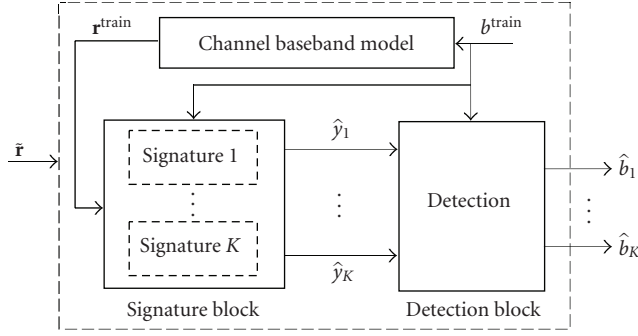 r^train
Channel baseband model
b^train
r̃
Signature 1
⋮
Signature K
ŷ_1
⋮
ŷ_K
Detection
b̂_1
⋮
b̂_K
Signature block
Detection block